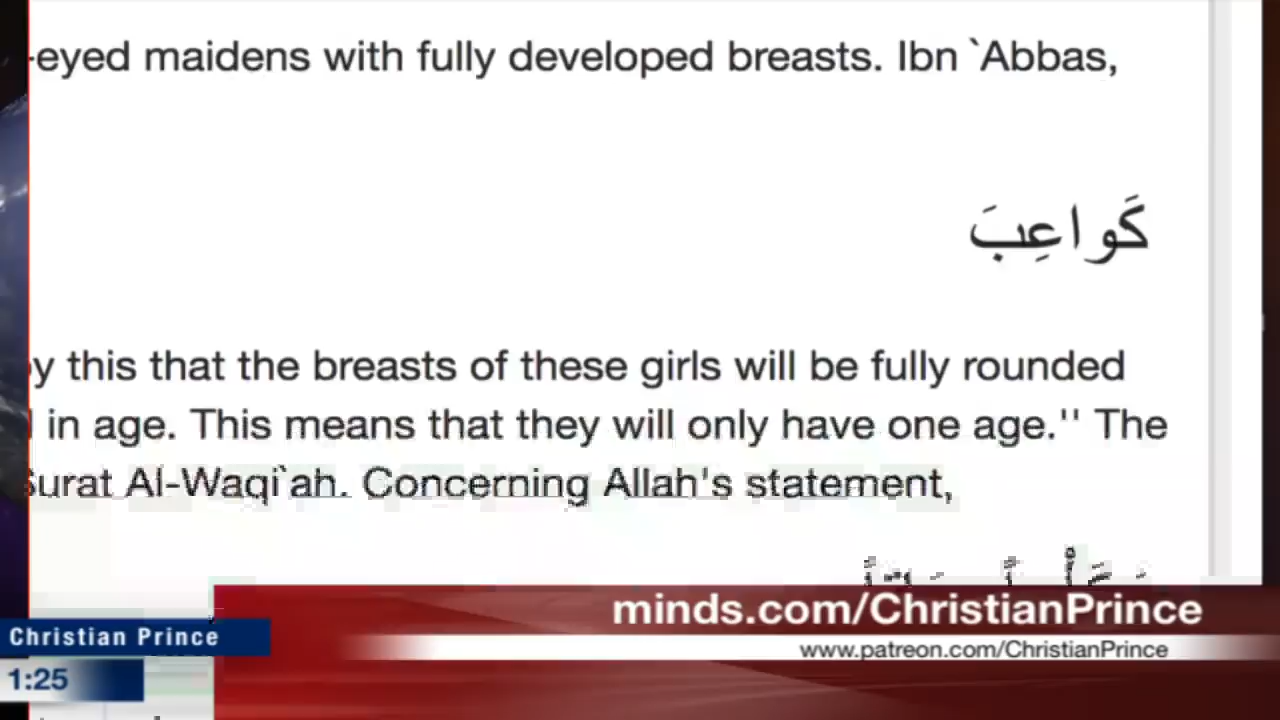 -eyed maidens with fully developed breasts. Ibn `Abbas,
كَواعِبَ
y this that the breasts of these girls will be fully rounded
in age. This means that they will only have one age.'' The
Surat Al-Waqi`ah. Concerning Allah's statement,
minds.com/ChristianPrince
Christian Prince
www.patreon.com/ChristianPrince
1:25